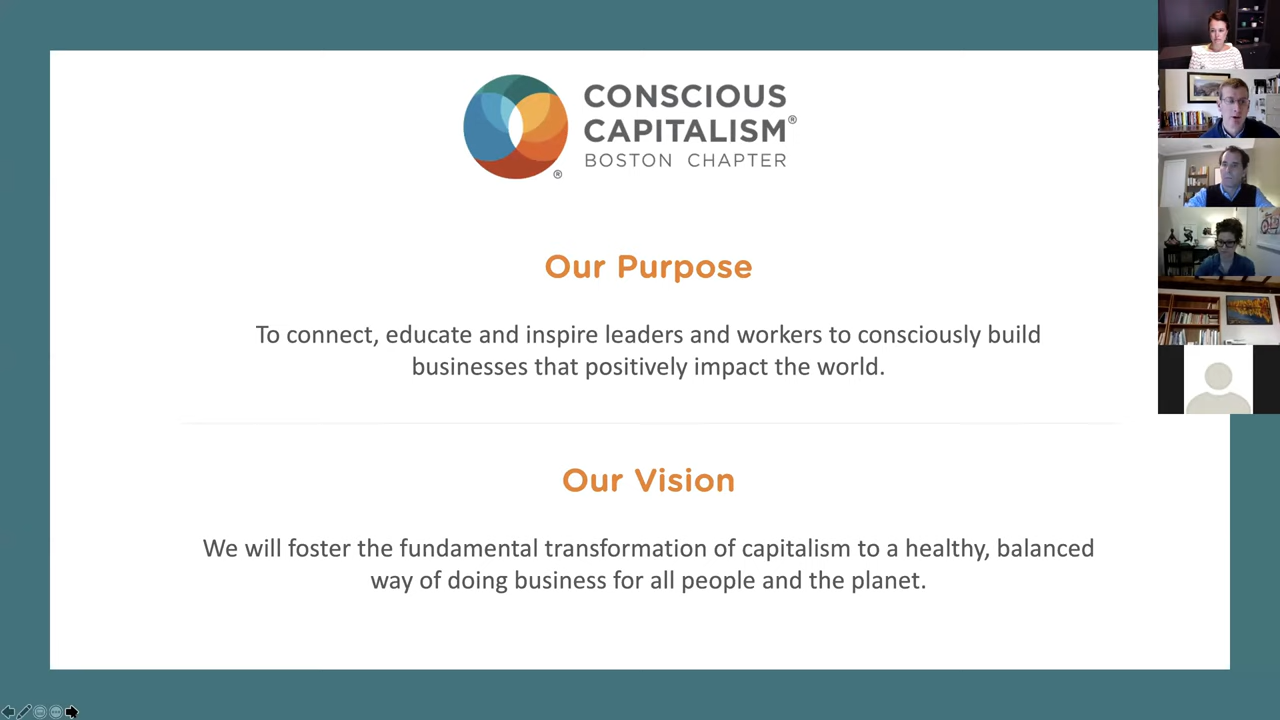 CONSCIOUS
CAPITALISM®
BOSTON CHAPTER
®
Our Purpose
To connect, educate and inspire leaders and workers to consciously build
businesses that positively impact the world.
Our Vision
We will foster the fundamental transformation of capitalism to a healthy, balanced
way of doing business for all people and the planet.